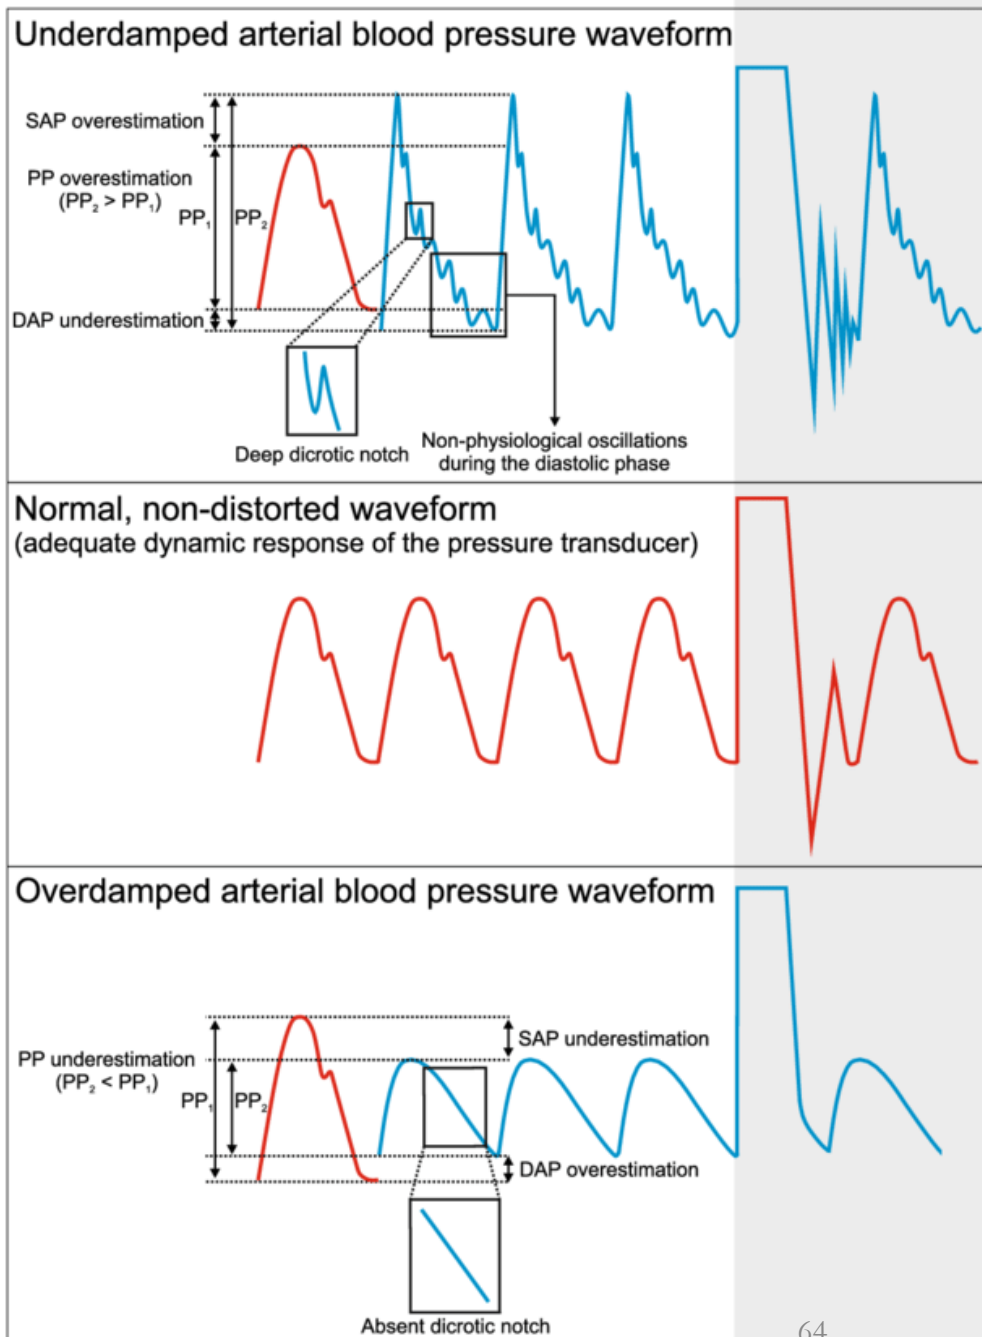 Underdamped arterial blood pressure waveform
SAP overestimation
PP overestimation
(PP₂ > PP₁)
PP₁
PP₂
DAP underestimation
Deep dicrotic notch
Non-physiological oscillations
during the diastolic phase
Normal, non-distorted waveform
(adequate dynamic response of the pressure transducer)
Overdamped arterial blood pressure waveform
SAP underestimation
PP underestimation
(PP₂ < PP₁)
PP₁
PP₂
DAP overestimation
Absent dicrotic notch
64